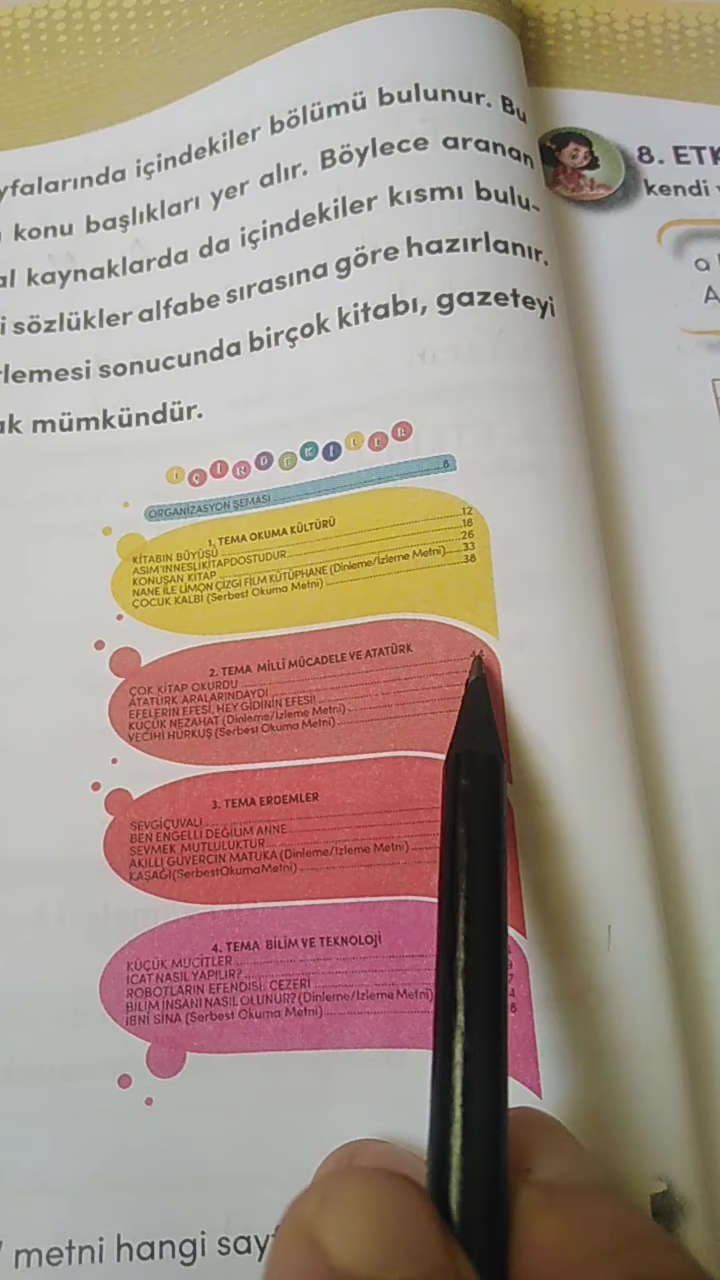 yfalarında içindekiler bölümü bulunur. Bu
konu başlıkları yer alır. Böylece aranan
al kaynaklarda da içindekiler kısmı bulu-
i sözlükler alfabe sırasına göre hazırlanır.
rlemesi sonucunda birçok kitabı, gazeteyi
ak mümkündür.
İÇİNDEKİLER
ORGANİZASYON ŞEMASI 6
1. TEMA OKUMA KÜLTÜRÜ
KİTABIN BÜYÜSÜ 12
ASIM'IN NESLİ KİTAP DOSTUDUR 18
KONUŞAN KİTAP 26
NANE İLE LİMON ÇİZGİ FİLM KÜTÜPHANE (Dinleme/İzleme Metni) 33
ÇOCUK KALBİ (Serbest Okuma Metni) 38
2. TEMA MİLLÎ MÜCADELE VE ATATÜRK
ÇOK KİTAP OKURDU 44
ATATÜRK ARALARINDAYDI
EFELERİN EFESİ, HEY GİDİNİN EFESİ!
KÜÇÜK NEZAHAT (Dinleme/İzleme Metni)
VECİHİ HÜRKUŞ (Serbest Okuma Metni)
3. TEMA ERDEMLER
SEVGİ ÇUVALI
BEN ENGELLİ DEĞİLİM ANNE
SEVMEK MUTLULUKTUR
AKILLI GÜVERCİN MATUKA (Dinleme/İzleme Metni)
KAŞAĞI (Serbest Okuma Metni)
4. TEMA BİLİM VE TEKNOLOJİ
KÜÇÜK MUCİTLER
İCAT NASIL YAPILIR? 9
ROBOTLARIN EFENDİSİ: CEZERİ 7
BİLİM İNSANI NASIL OLUNUR? (Dinleme/İzleme Metni) 4
İBNİ SİNA (Serbest Okuma Metni) 8
metni hangi say
8. ETK
kendi
a
A